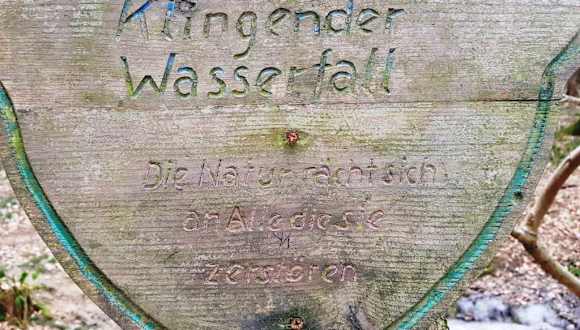 Klingender
Wasserfall
Die Natur rächt sich
an Alle die sie
zerstören